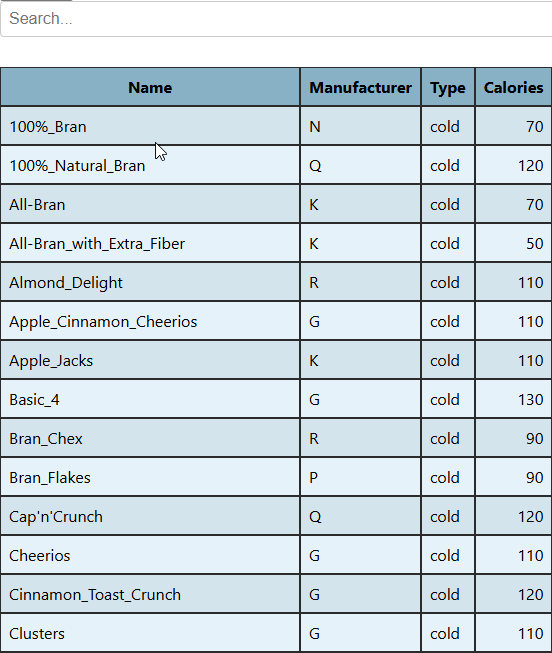 Search...
Name Manufacturer Type Calories
100%_Bran N cold 70
100%_Natural_Bran Q cold 120
All-Bran K cold 70
All-Bran_with_Extra_Fiber K cold 50
Almond_Delight R cold 110
Apple_Cinnamon_Cheerios G cold 110
Apple_Jacks K cold 110
Basic_4 G cold 130
Bran_Chex R cold 90
Bran_Flakes P cold 90
Cap'n'Crunch Q cold 120
Cheerios G cold 110
Cinnamon_Toast_Crunch G cold 120
Clusters G cold 110